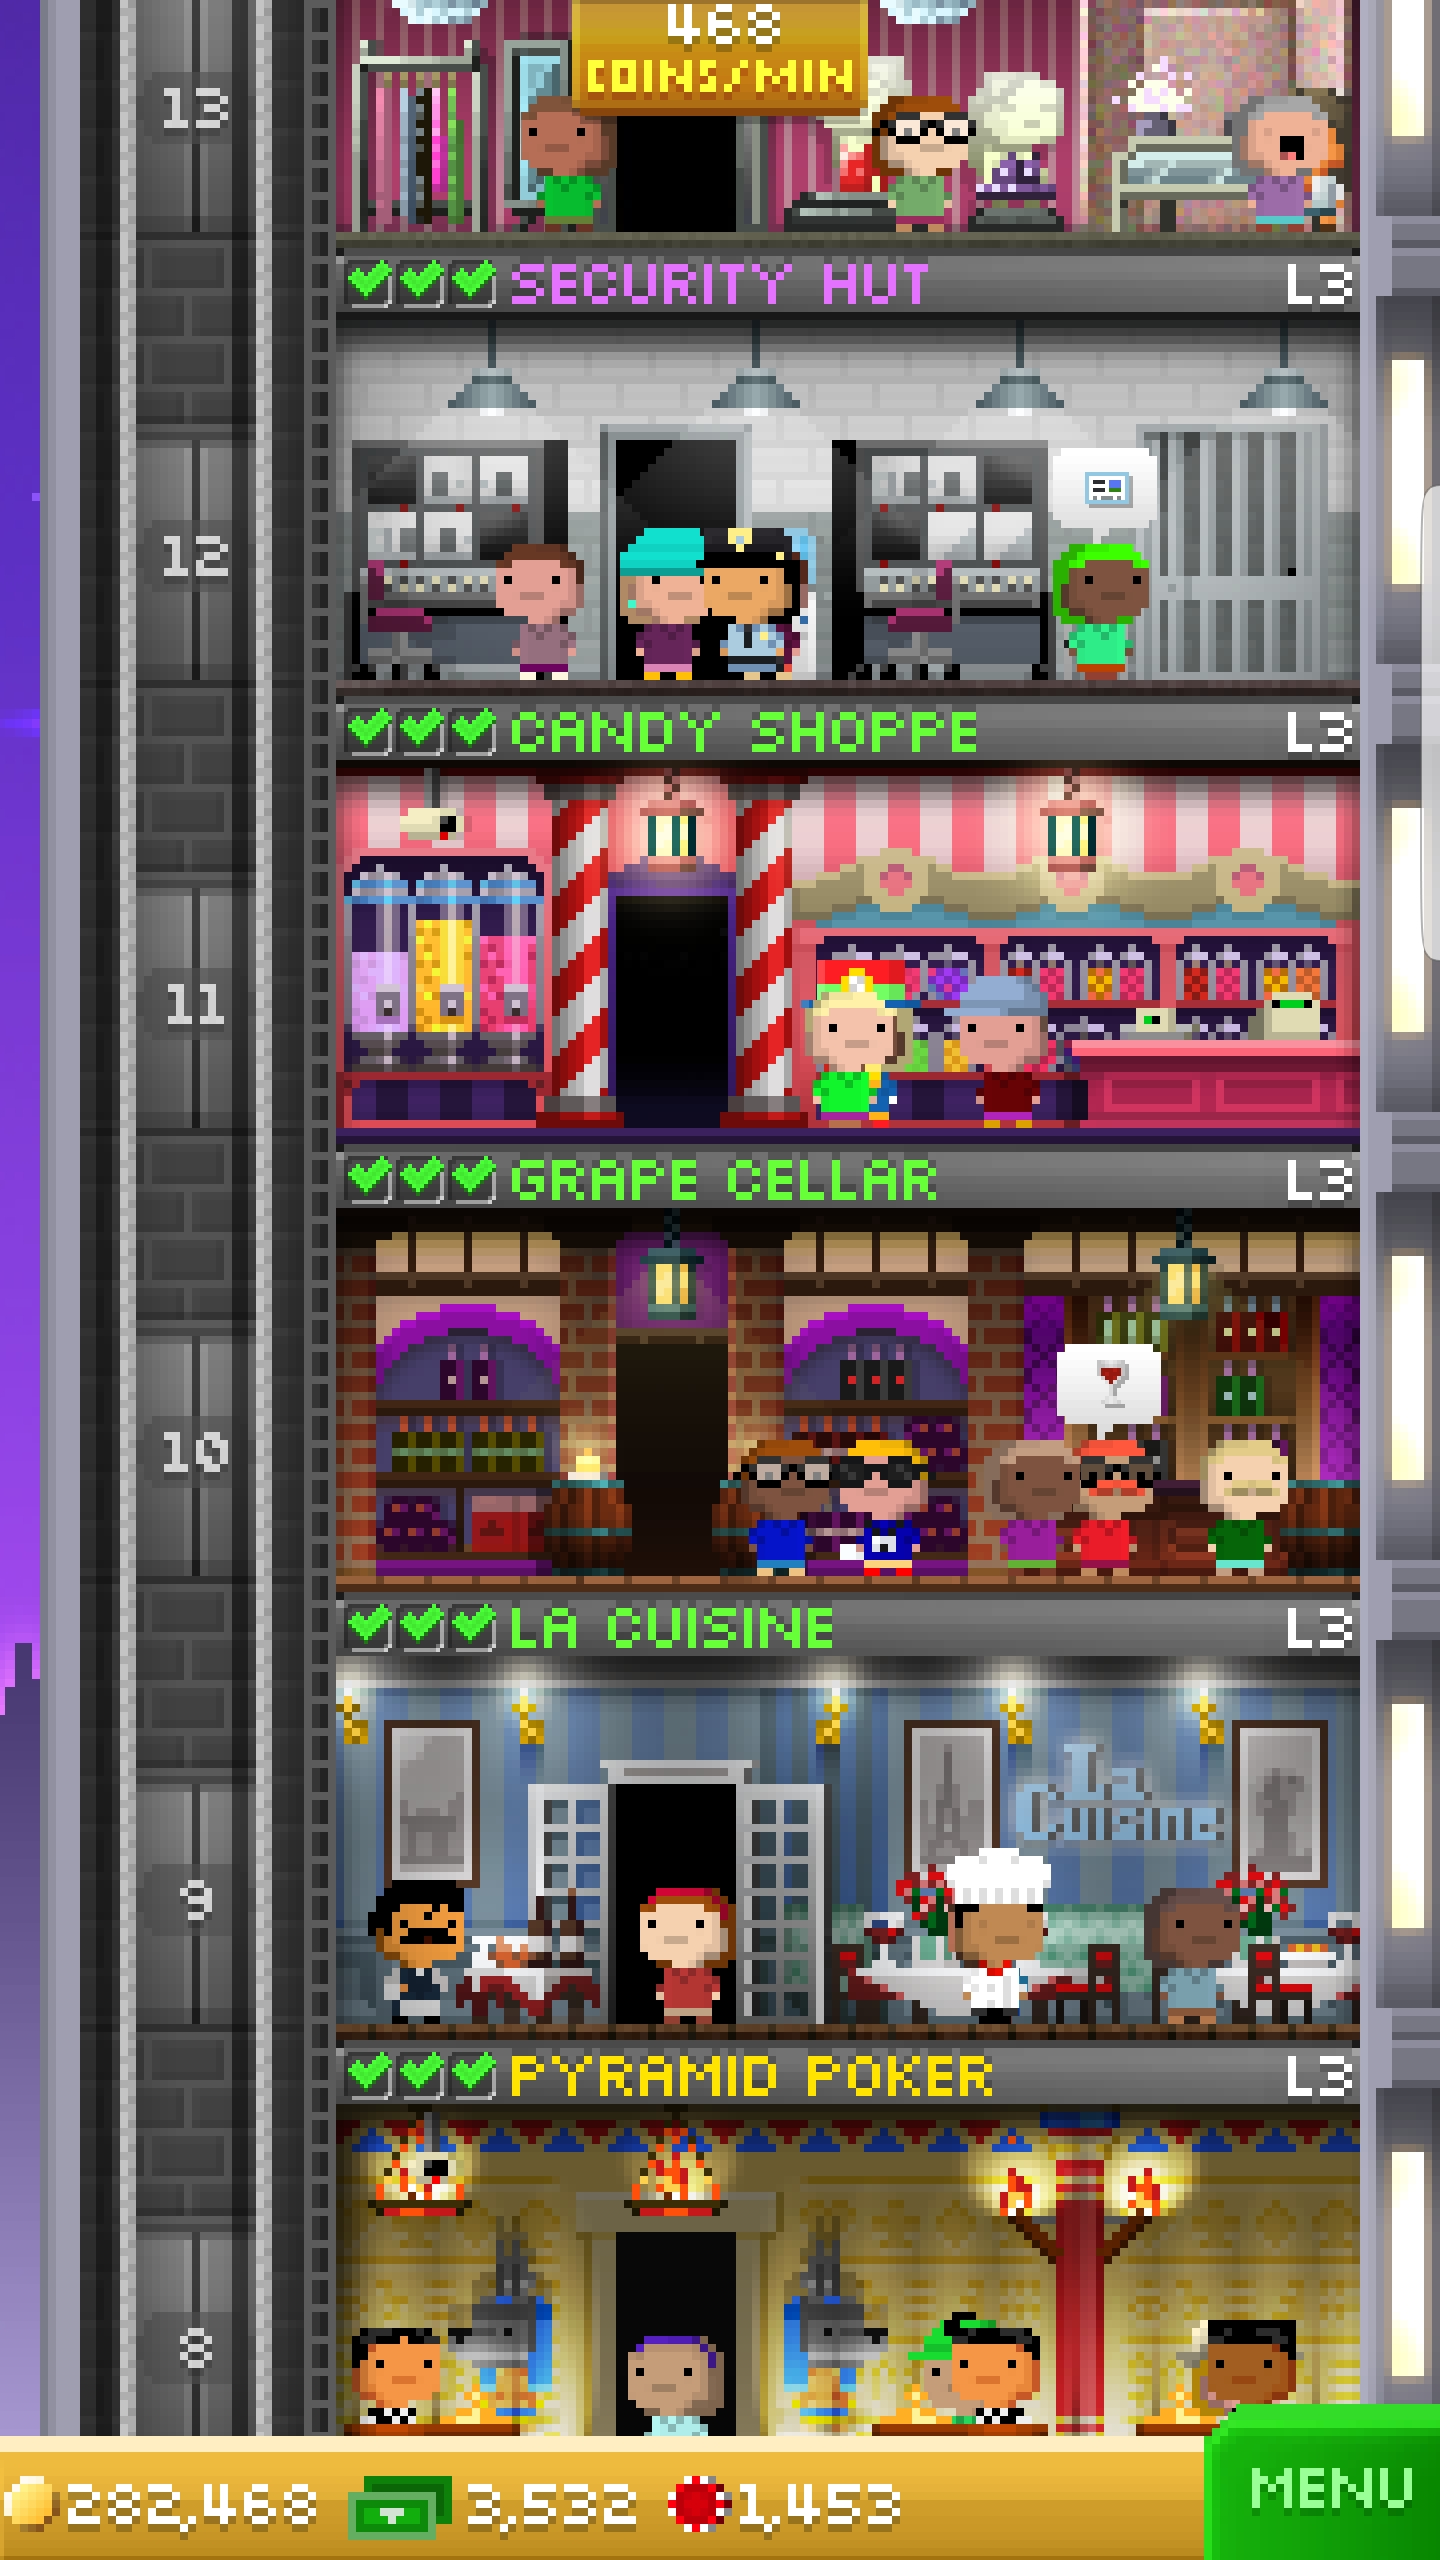 468
COINS/MIN
13
SECURITY HUT L3
12
CANDY SHOPPE L3
11
GRAPE CELLAR L3
10
LA CUISINE L3
La
Cuisine
9
PYRAMID POKER L3
8
282,468 3,532 1,453
MENU